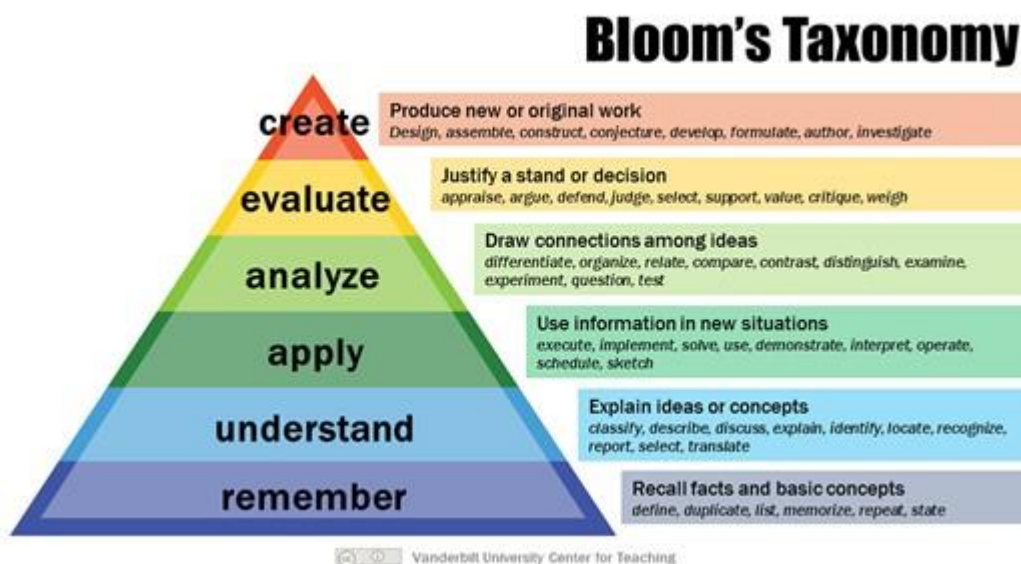 Bloom's Taxonomy
create
Produce new or original work
Design, assemble, construct, conjecture, develop, formulate, author, investigate
evaluate
Justify a stand or decision
appraise, argue, defend, judge, select, support, value, critique, weigh
analyze
Draw connections among ideas
differentiate, organize, relate, compare, contrast, distinguish, examine,
experiment, question, test
apply
Use information in new situations
execute, implement, solve, use, demonstrate, interpret, operate,
schedule, sketch
understand
Explain ideas or concepts
classify, describe, discuss, explain, identify, locate, recognize,
report, select, translate
remember
Recall facts and basic concepts
define, duplicate, list, memorize, repeat, state
Vanderbilt University Center for Teaching